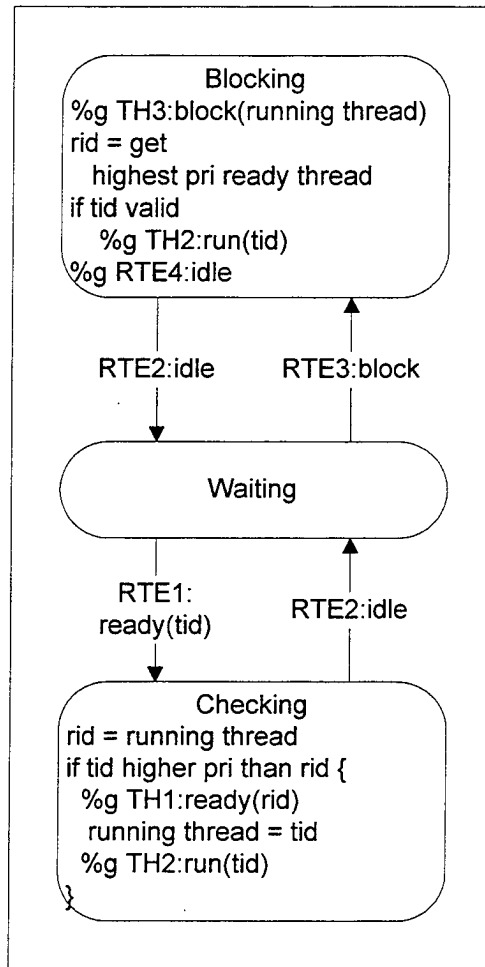 Blocking
%g TH3:block(running thread)
rid = get
highest pri ready thread
if tid valid
%g TH2:run(tid)
%g RTE4:idle
RTE2:idle
RTE3:block
Waiting
RTE1:
ready(tid)
RTE2:idle
Checking
rid = running thread
if tid higher pri than rid {
%g TH1:ready(rid)
running thread = tid
%g TH2:run(tid)
}